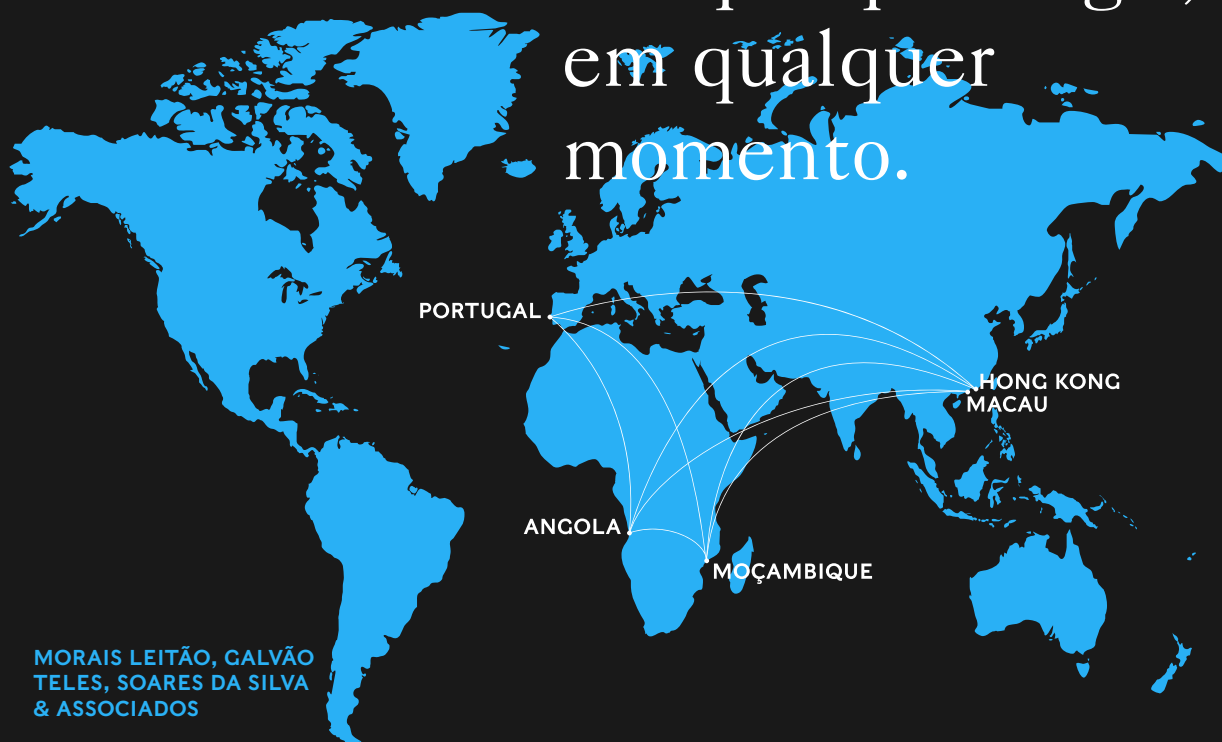 em qualquer
momento.
PORTUGAL
HONG KONG
MACAU
ANGOLA
MOÇAMBIQUE
MORAIS LEITÃO, GALVÃO
TELES, SOARES DA SILVA
& ASSOCIADOS